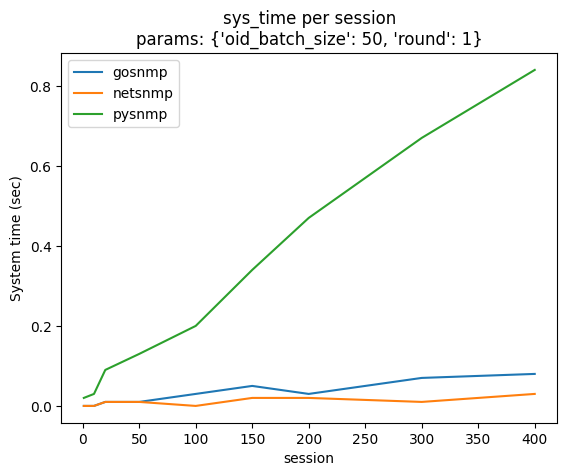 sys_time per session
params: {'oid_batch_size': 50, 'round': 1}
gosnmp
netsnmp
pysnmp
System time (sec)
0.8
0.6
0.4
0.2
0.0
0 50 100 150 200 250 300 350 400
session